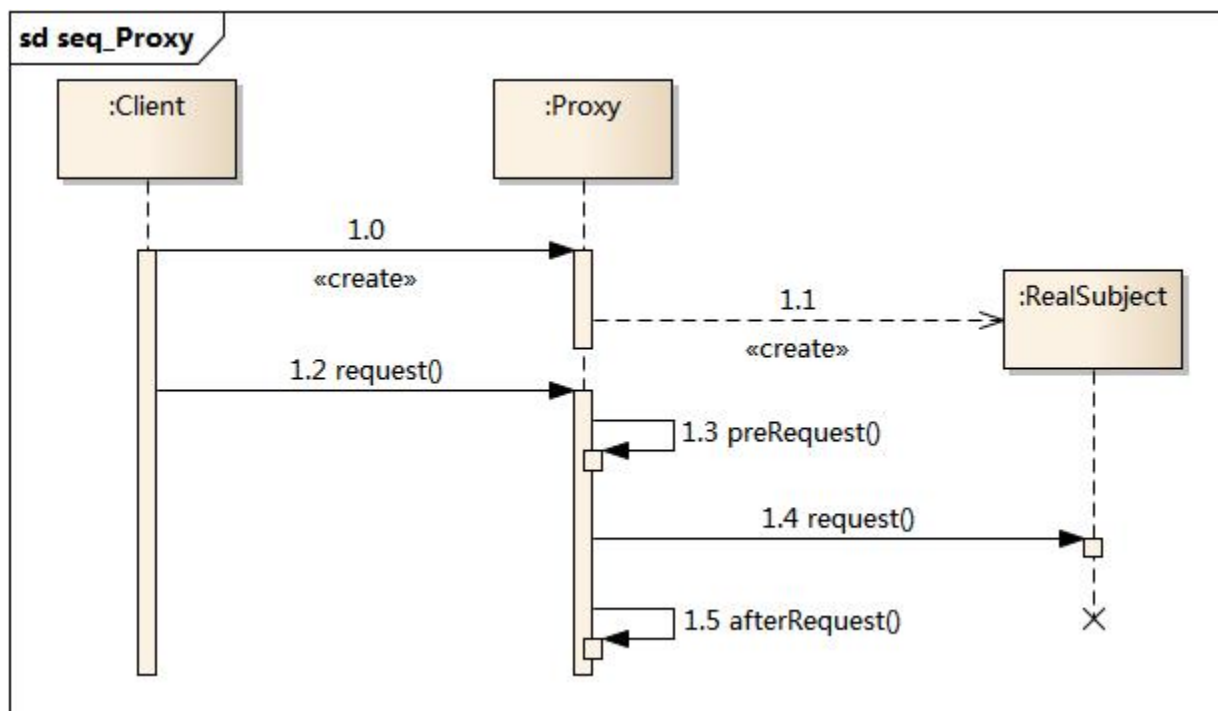 sd seq_Proxy
:Client
:Proxy
1.0
«create»
:RealSubject
1.1
«create»
1.2 request()
1.3 preRequest()
1.4 request()
1.5 afterRequest()